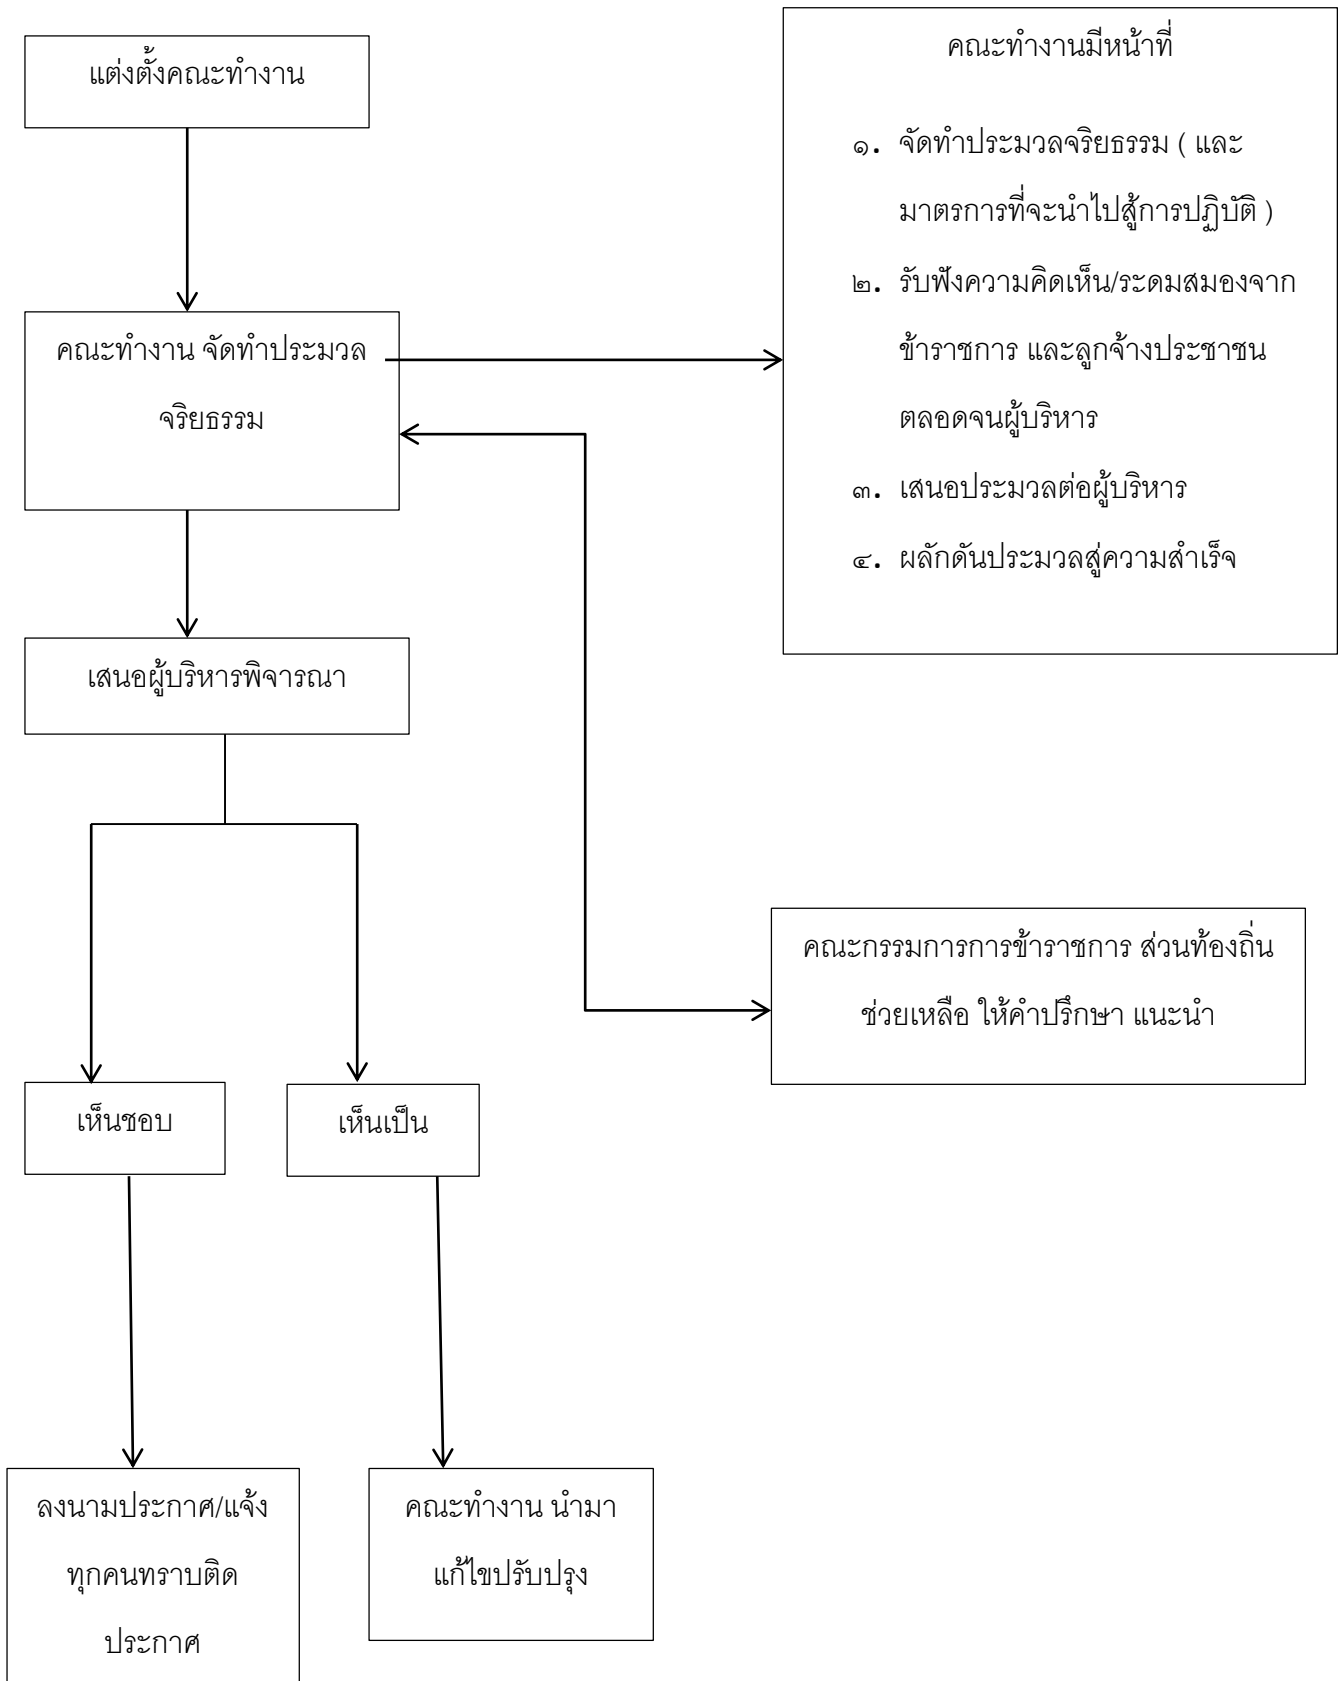 แต่งตั้งคณะทำงาน
คณะทำงานมีหน้าที่
๑. จัดทำประมวลจริยธรรม ( และ
มาตรการที่จะนำไปสู้การปฏิบัติ )
๒. รับฟังความคิดเห็น/ระดมสมองจาก
ข้าราชการ และลูกจ้างประชาชน
ตลอดจนผู้บริหาร
๓. เสนอประมวลต่อผู้บริหาร
๔. ผลักดันประมวลสู่ความสำเร็จ
คณะทำงาน จัดทำประมวล
จริยธรรม
เสนอผู้บริหารพิจารณา
คณะกรรมการการข้าราชการ ส่วนท้องถิ่น
ช่วยเหลือ ให้คำปรึกษา แนะนำ
เห็นชอบ
เห็นเป็น
ลงนามประกาศ/แจ้ง
ทุกคนทราบติด
ประกาศ
คณะทำงาน นำมา
แก้ไขปรับปรุง